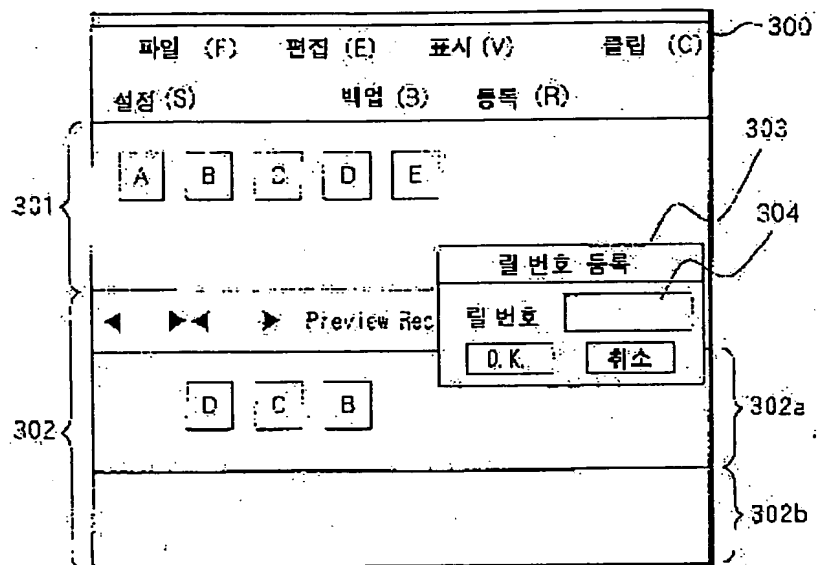 파일 (F) 편집 (E) 표시 (V) 클립 (C)
설정 (S) 백업 (B) 등록 (R)
300
303
304
301
A B C D E
릴 번호 등록
릴 번호
Preview Rec
O.K. 취소
D C B
302
302a
302b